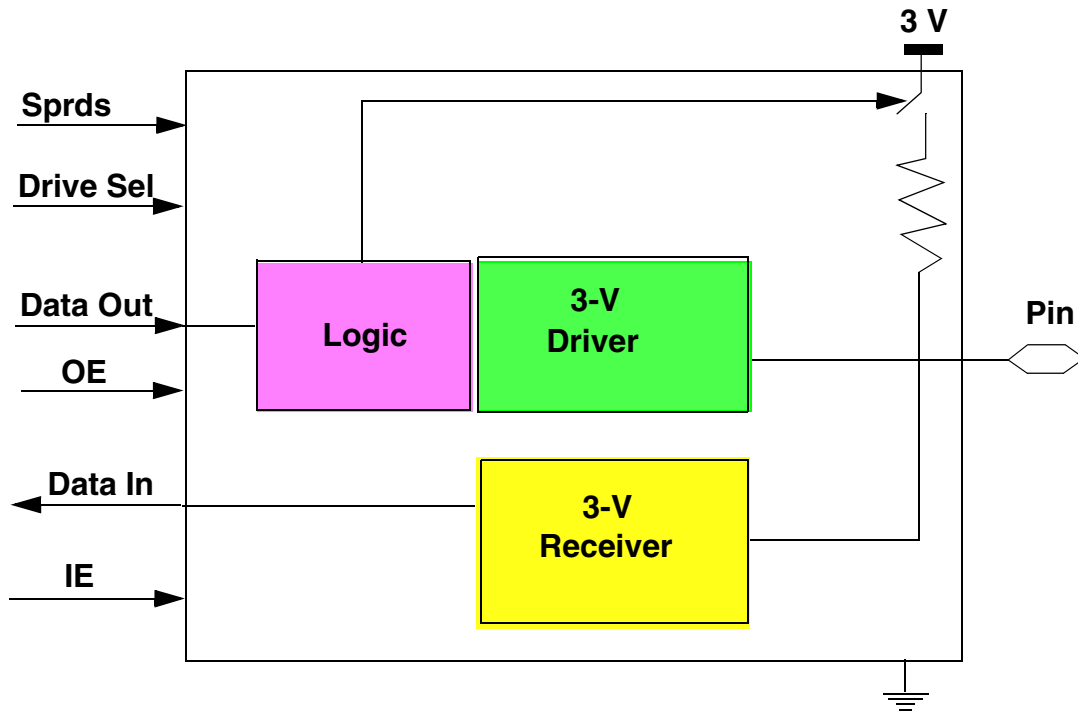 3 V
Sprds
Drive Sel
Data Out
OE
Data In
IE
Logic
3-V
Driver
3-V
Receiver
Pin